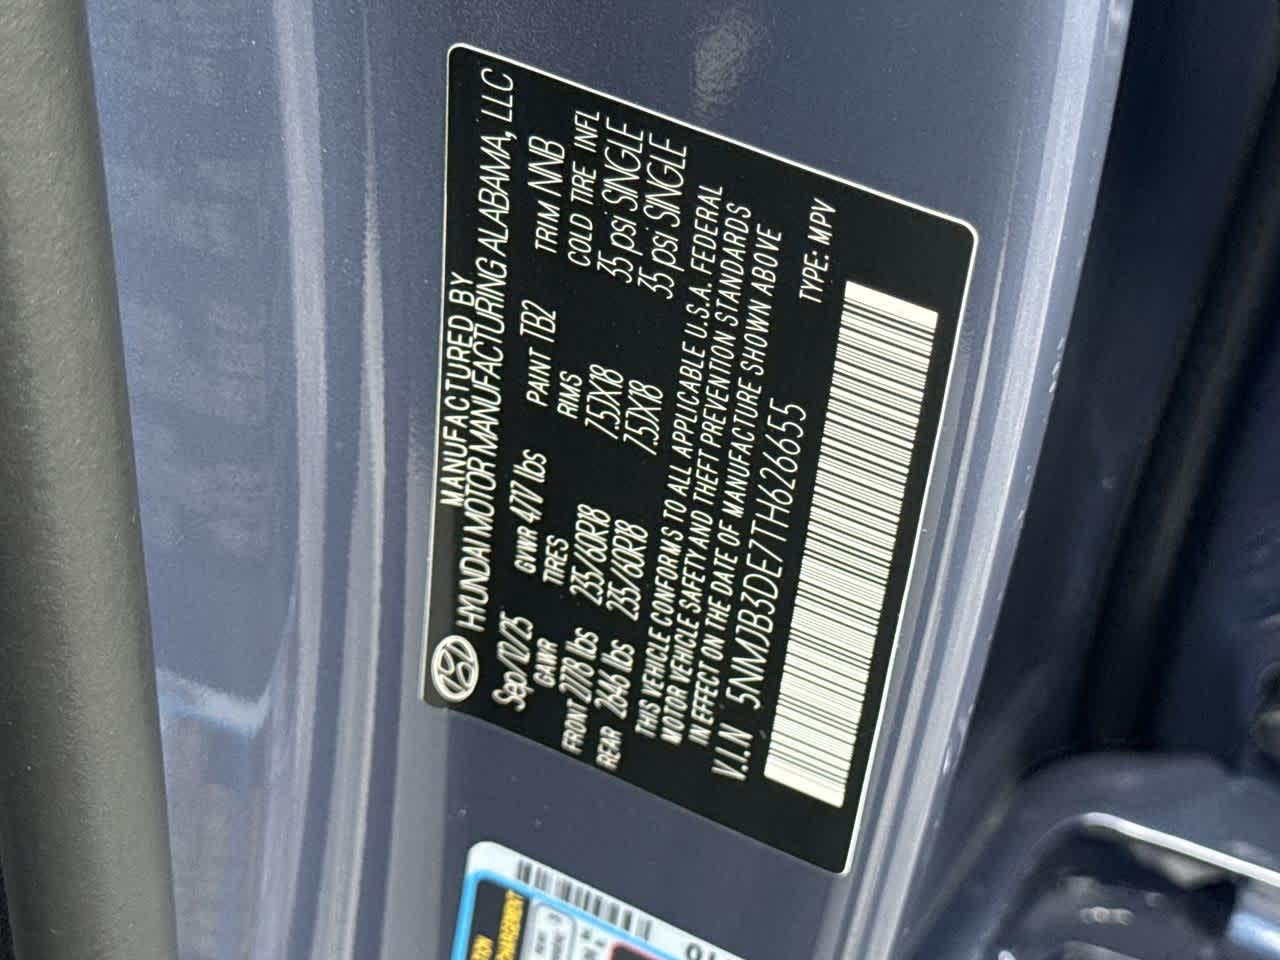 MANUFACTURED BY
HYUNDAI MOTOR MANUFACTURING ALABAMA, LLC
Sep/12/25 GVWR 4717 lbs PAINT TB2 TRIM NNB
GAWR TIRES RIMS COLD TIRE INFL
FRONT 2778 lbs 235/60R18 7.5JX18 35 psi SINGLE
REAR 2646 lbs 235/60R18 7.5JX18 35 psi SINGLE
THIS VEHICLE CONFORMS TO ALL APPLICABLE U.S.A. FEDERAL
MOTOR VEHICLE SAFETY AND THEFT PREVENTION STANDARDS
IN EFFECT ON THE DATE OF MANUFACTURE SHOWN ABOVE
V.I.N 5NMJB3DE7TH626655 TYPE: MPV